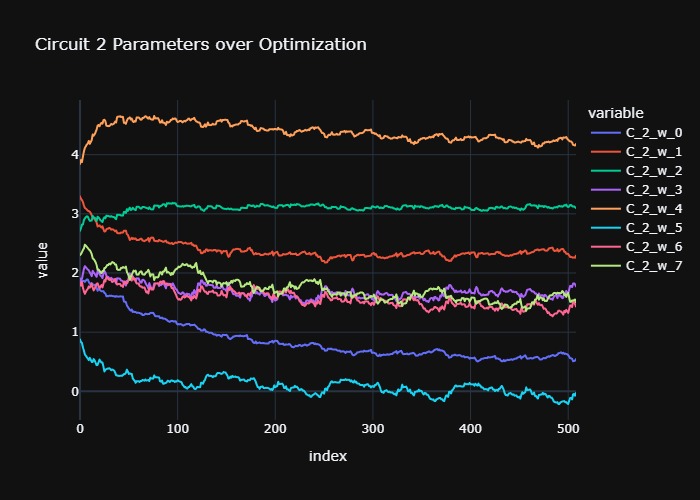 Circuit 2 Parameters over Optimization
variable
C_2_w_0
C_2_w_1
C_2_w_2
C_2_w_3
C_2_w_4
C_2_w_5
C_2_w_6
C_2_w_7
4
3
2
1
0
value
0 100 200 300 400 500
index